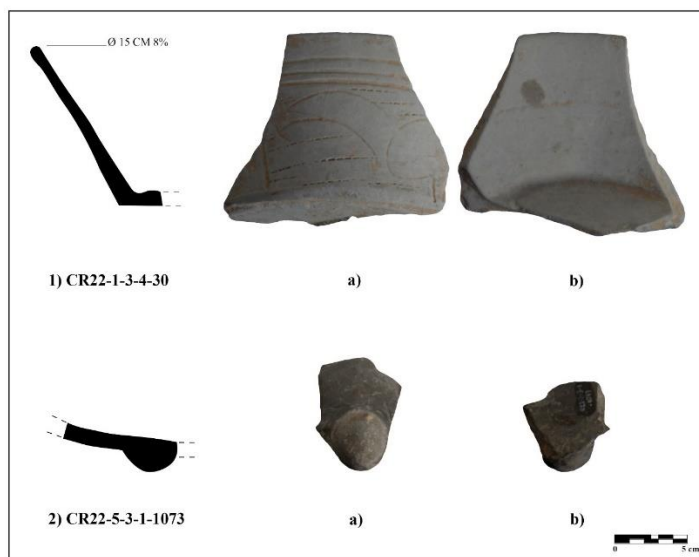 Ø 15 CM 8%
1) CR22-1-3-4-30
a)
b)
2) CR22-5-3-1-1073
a)
b)
0 5 cm